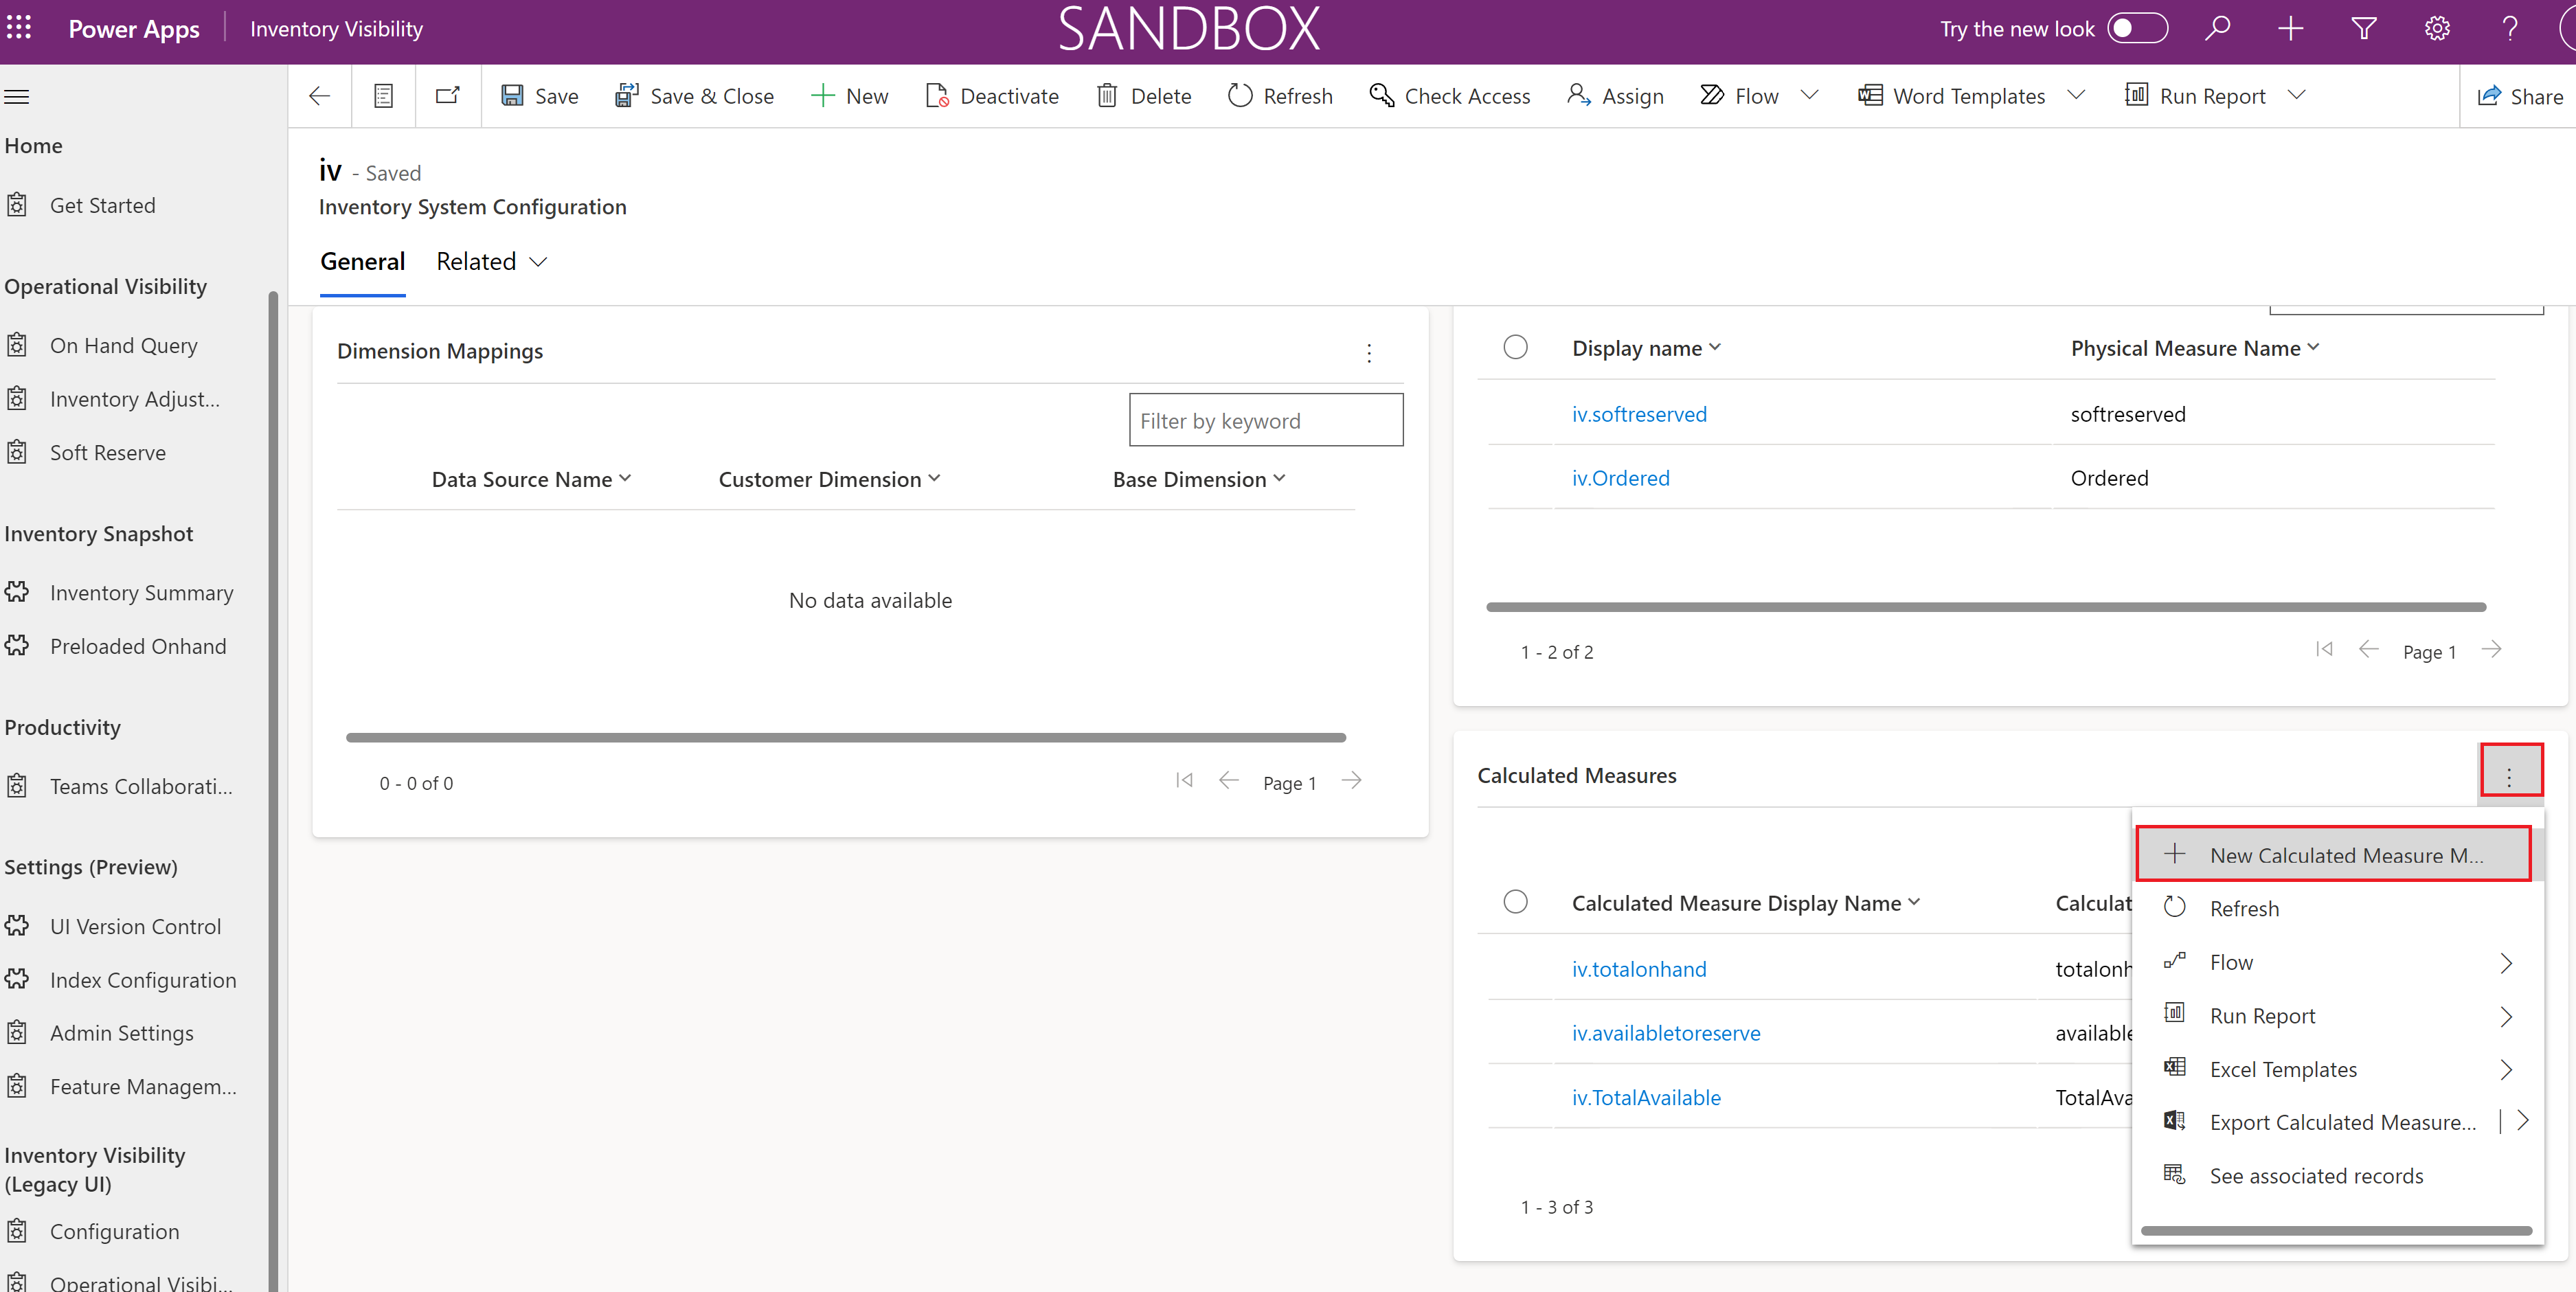 Power Apps
Inventory Visibility
SANDBOX
Try the new look
Save
Save & Close
New
Deactivate
Delete
Refresh
Check Access
Assign
Flow
Word Templates
Run Report
Share
Home
Get Started
Operational Visibility
On Hand Query
Inventory Adjust...
Soft Reserve
Inventory Snapshot
Inventory Summary
Preloaded Onhand
Productivity
Teams Collaborati...
Settings (Preview)
UI Version Control
Index Configuration
Admin Settings
Feature Managem...
Inventory Visibility
(Legacy UI)
Configuration
Operational Visibi...
iv - Saved
Inventory System Configuration
General
Related
Dimension Mappings
Filter by keyword
Data Source Name
Customer Dimension
Base Dimension
No data available
0 - 0 of 0
Page 1
Display name
Physical Measure Name
iv.softreserved
softreserved
iv.Ordered
Ordered
1 - 2 of 2
Page 1
Calculated Measures
Calculated Measure Display Name
Calculat
iv.totalonhand
totalonh
iv.availabletoreserve
available
iv.TotalAvailable
TotalAva
1 - 3 of 3
New Calculated Measure M...
Refresh
Flow
Run Report
Excel Templates
Export Calculated Measure...
See associated records